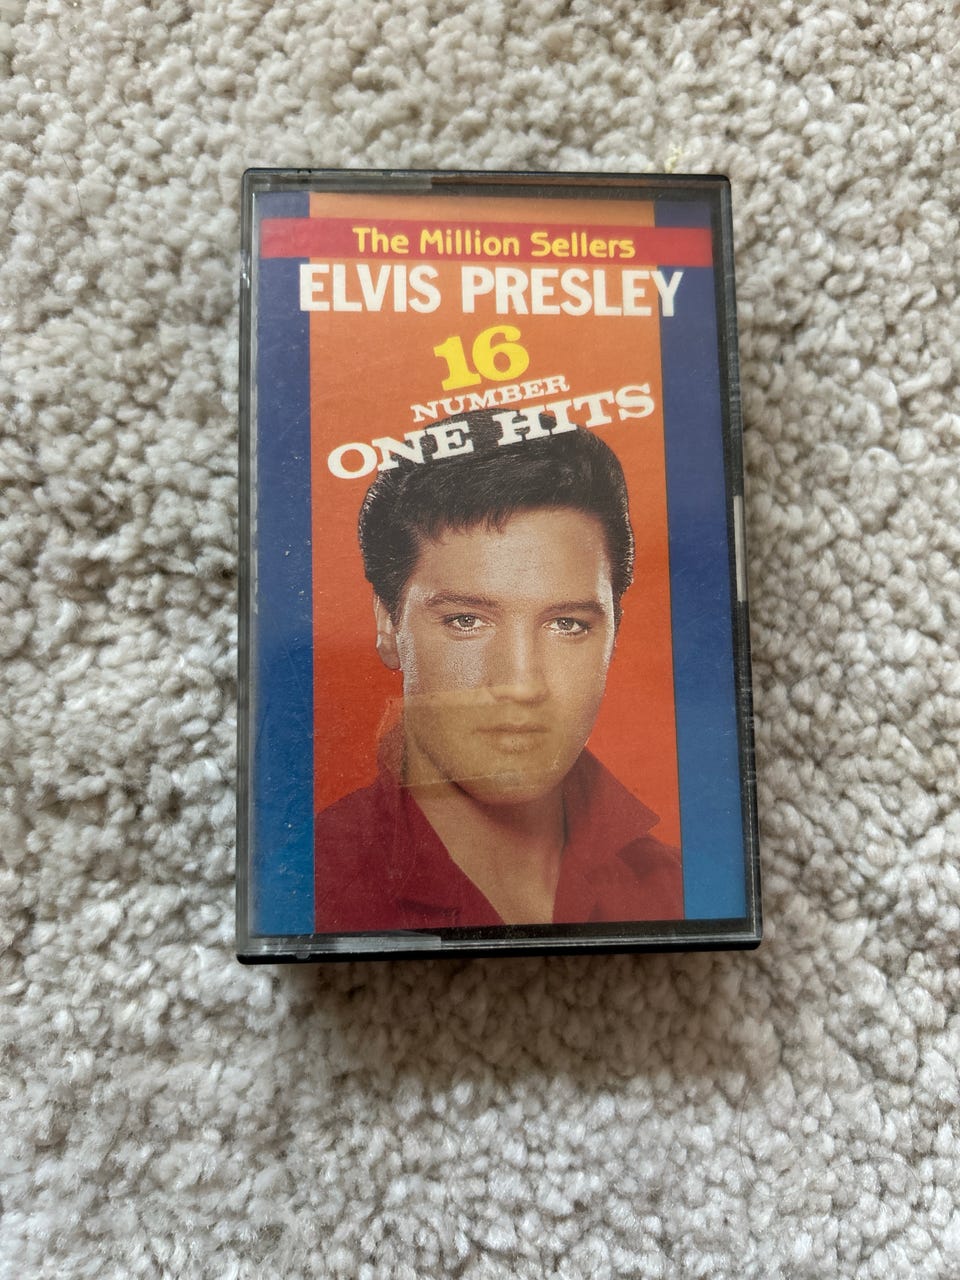 The Million Sellers
ELVIS PRESLEY
16
NUMBER
ONE HITS